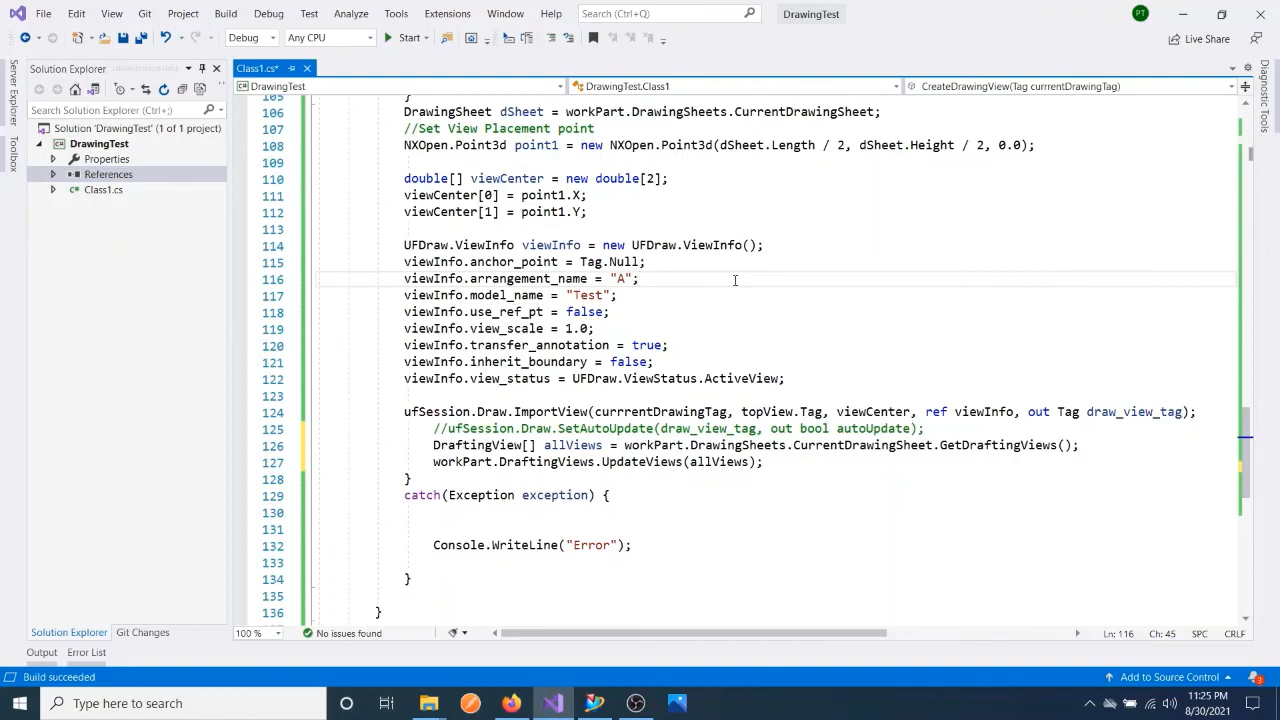 File Edit View Git Project Build Debug Test Analyze Tools Extensions Window Help Search (Ctrl+Q) DrawingTest PT
Debug Any CPU Start Live Share
Server Explorer
Toolbox
Solution Explorer
Search Solution Explorer (Ctrl+;)
Solution 'DrawingTest' (1 of 1 project)
DrawingTest
Properties
References
Class1.cs
Solution Explorer Git Changes
Class1.cs*
DrawingTest DrawingTest.Class1 CreateDrawingView(Tag currrentDrawingTag)
105 }
106 DrawingSheet dSheet = workPart.DrawingSheets.CurrentDrawingSheet;
107 //Set View Placement point
108 NXOpen.Point3d point1 = new NXOpen.Point3d(dSheet.Length / 2, dSheet.Height / 2, 0.0);
109
110 double[] viewCenter = new double[2];
111 viewCenter[0] = point1.X;
112 viewCenter[1] = point1.Y;
113
114 UFDraw.ViewInfo viewInfo = new UFDraw.ViewInfo();
115 viewInfo.anchor_point = Tag.Null;
116 viewInfo.arrangement_name = "A";
117 viewInfo.model_name = "Test";
118 viewInfo.use_ref_pt = false;
119 viewInfo.view_scale = 1.0;
120 viewInfo.transfer_annotation = true;
121 viewInfo.inherit_boundary = false;
122 viewInfo.view_status = UFDraw.ViewStatus.ActiveView;
123
124 ufSession.Draw.ImportView(currrentDrawingTag, topView.Tag, viewCenter, ref viewInfo, out Tag draw_view_tag);
125 //ufSession.Draw.SetAutoUpdate(draw_view_tag, out bool autoUpdate);
126 DraftingView[] allViews = workPart.DrawingSheets.CurrentDrawingSheet.GetDraftingViews();
127 workPart.DraftingViews.UpdateViews(allViews);
128 }
129 catch(Exception exception) {
130
131
132 Console.WriteLine("Error");
133
134 }
135
136 }
Diagnostic Tools
100 % No issues found Ln: 116 Ch: 45 SPC CRLF
Output Error List
Build succeeded Add to Source Control 3
Type here to search
11:25 PM
8/30/2021